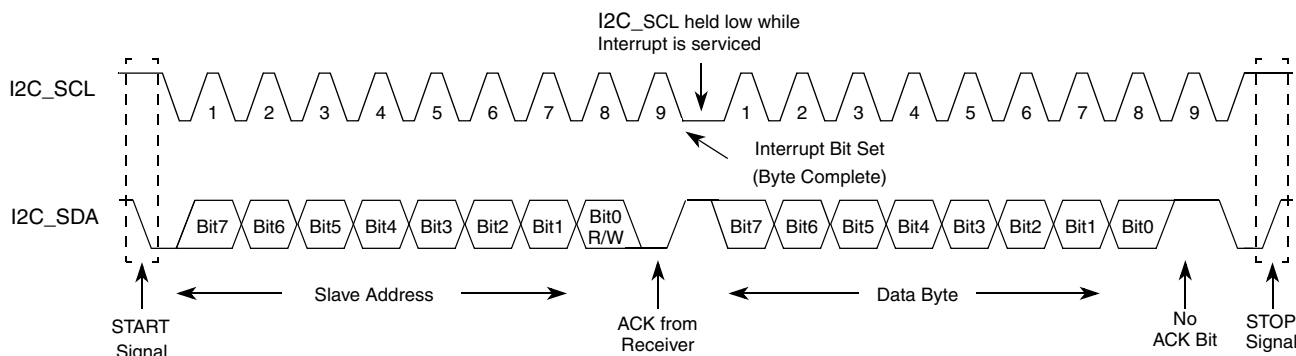 I2C_SCL held low while
Interrupt is serviced
I2C_SCL
1 2 3 4 5 6 7 8 9 1 2 3 4 5 6 7 8 9
Interrupt Bit Set
(Byte Complete)
I2C_SDA
Bit7 Bit6 Bit5 Bit4 Bit3 Bit2 Bit1 Bit0 R/W Bit7 Bit6 Bit5 Bit4 Bit3 Bit2 Bit1 Bit0
Slave Address
Data Byte
START
Signal
ACK from
Receiver
No
ACK Bit
STOP
Signal